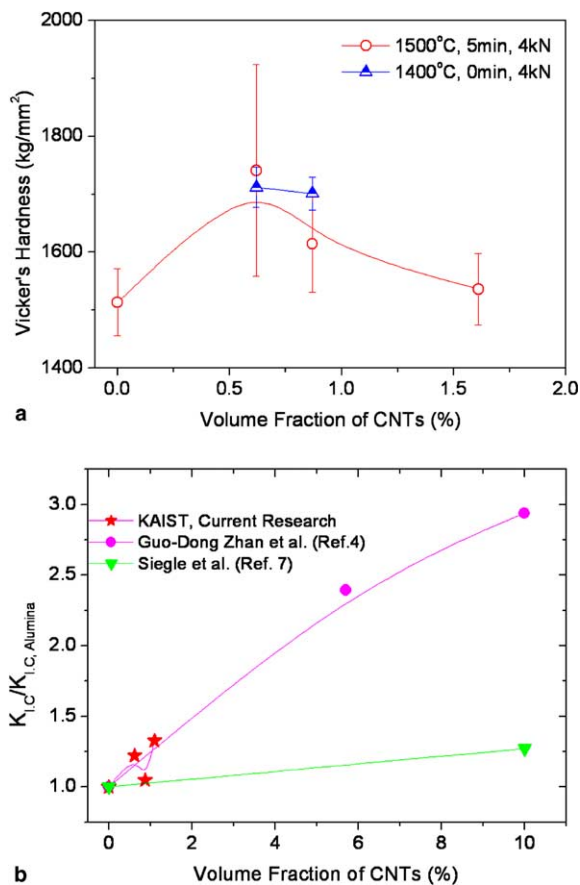 2000
1500°C, 5min, 4kN
1400°C, 0min, 4kN
1800
1600
1400
Vicker's Hardness (kg/mm²)
0.0 0.5 1.0 1.5 2.0
Volume Fraction of CNTs (%)
a
3.0
KAIST, Current Research
Guo-Dong Zhan et al. (Ref.4)
Siegle et al. (Ref. 7)
2.5
2.0
1.5
1.0
K_I.C/K_I.C, Alumina
0 2 4 6 8 10
Volume Fraction of CNTs (%)
b